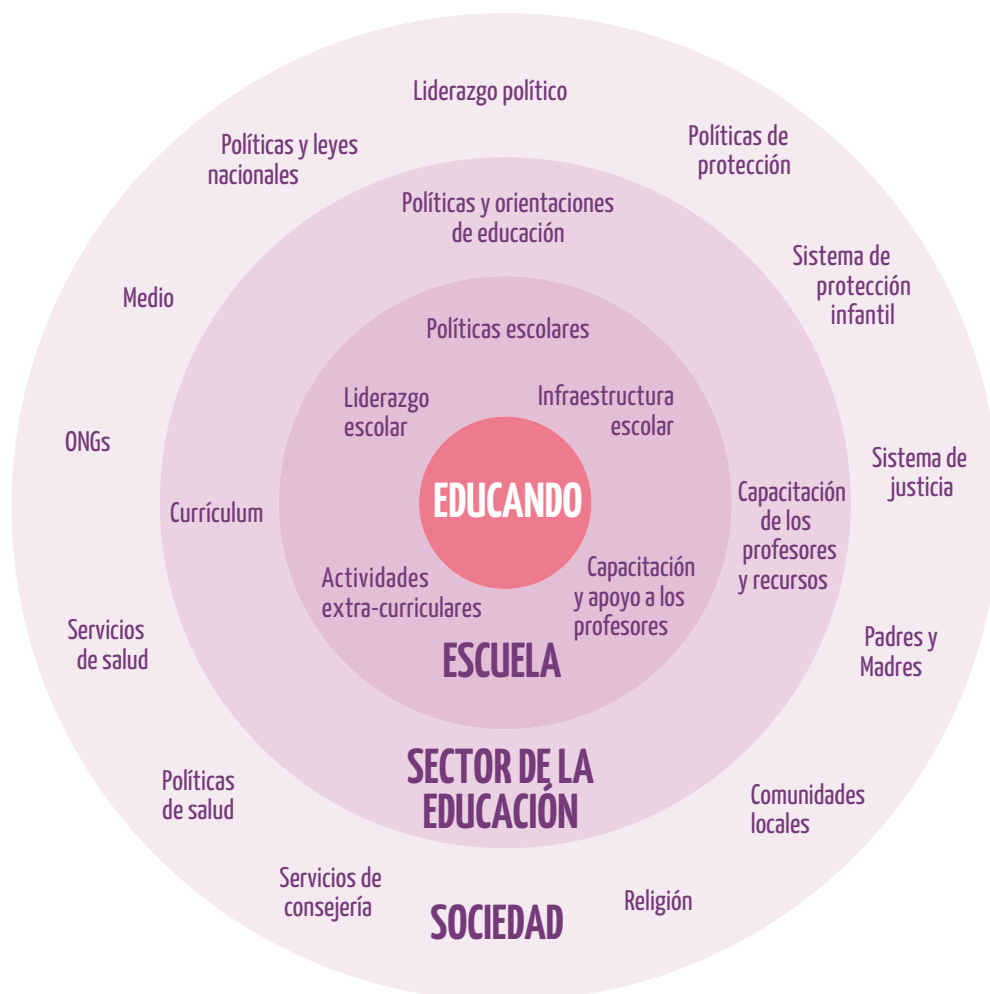 Liderazgo político
Políticas y leyes
nacionales
Políticas de
protección
Políticas y orientaciones
de educación
Sistema de
protección
infantil
Medio
Políticas escolares
Liderazgo
escolar
Infraestructura
escolar
ONGs
Sistema de
justicia
EDUCANDO
Currículum
Capacitación
de los
profesores
y recursos
Actividades
extra-curriculares
Capacitación
y apoyo a los
profesores
Servicios
de salud
Padres y
Madres
ESCUELA
SECTOR DE LA
EDUCACIÓN
Políticas
de salud
Comunidades
locales
Servicios de
consejería
Religión
SOCIEDAD